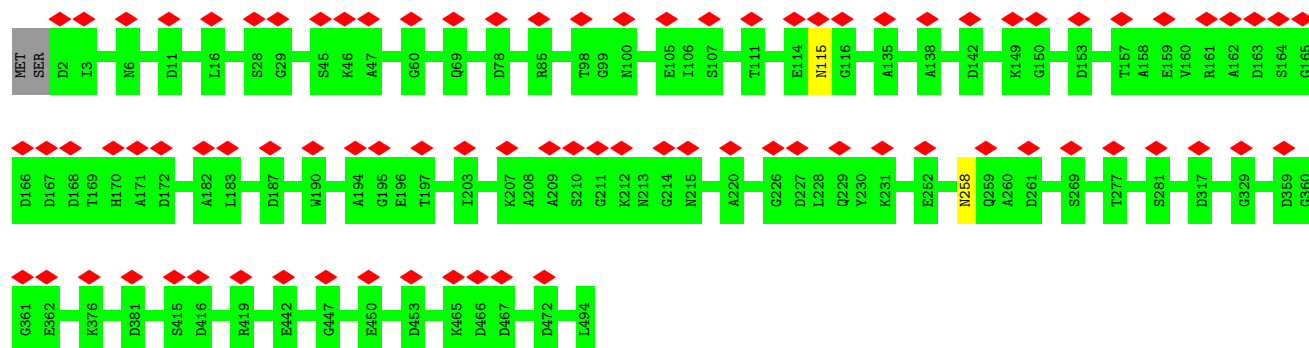 MET SER D2 I3 N6 D11 L16 S28 G29 S45 K46 A47 G60 Q69 D78 R85 T98 G99 N100 E105 I106 S107 T111 E114 N115 G116 A135 A138 D142 K149 G150 D153 T157 A158 E159 V160 R161 A162 D163 S164 G165
D166 D167 D168 T169 H170 A171 D172 A182 L183 D187 W190 A194 G195 E196 T197 I203 K207 A208 A209 S210 G211 K212 N213 G214 N215 A220 G226 D227 L228 Q229 Y230 K231 E252 N258 Q259 A260 D261 S269 T277 S281 D317 G329 D359 G360
G361 E362 K376 D381 S415 D416 R419 E442 G447 E450 D453 K465 D466 D467 D472 L494